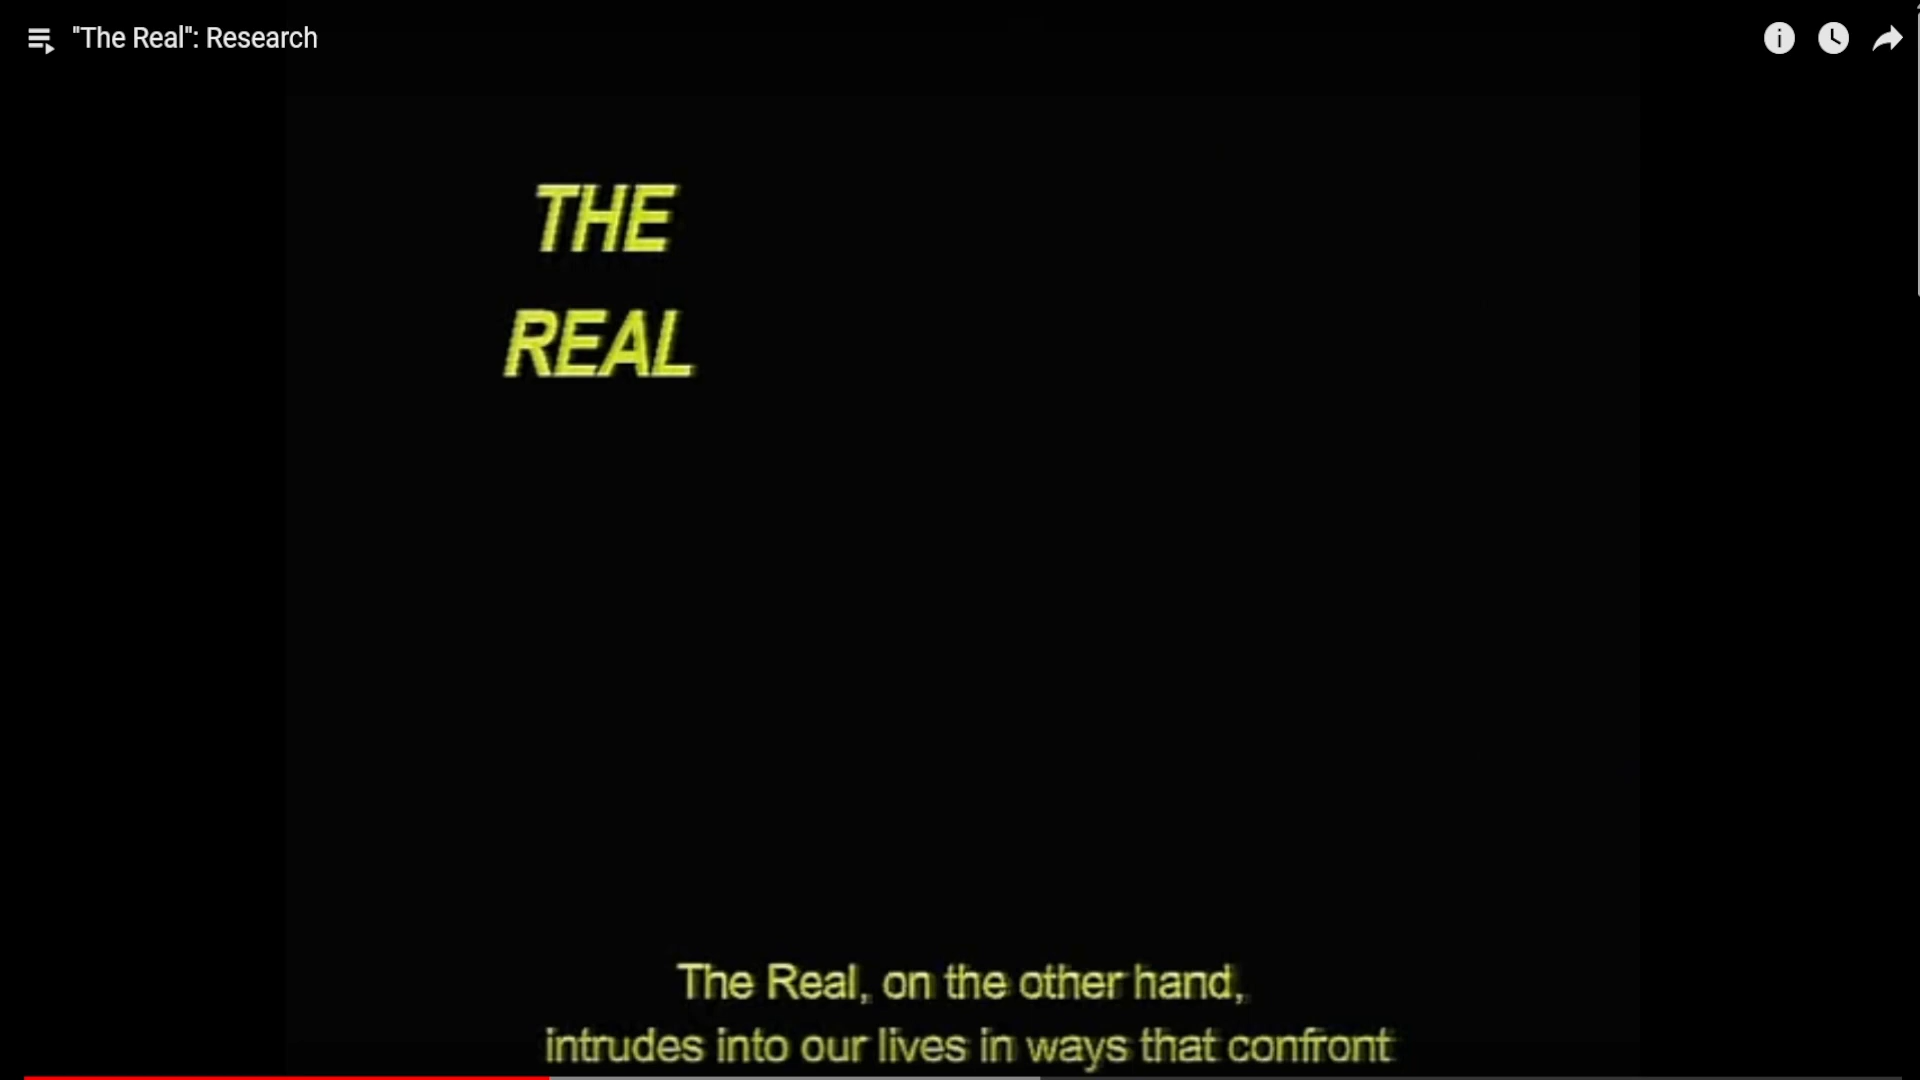 "The Real": Research
THE
REAL
The Real, on the other hand,
intrudes into our lives in ways that confront